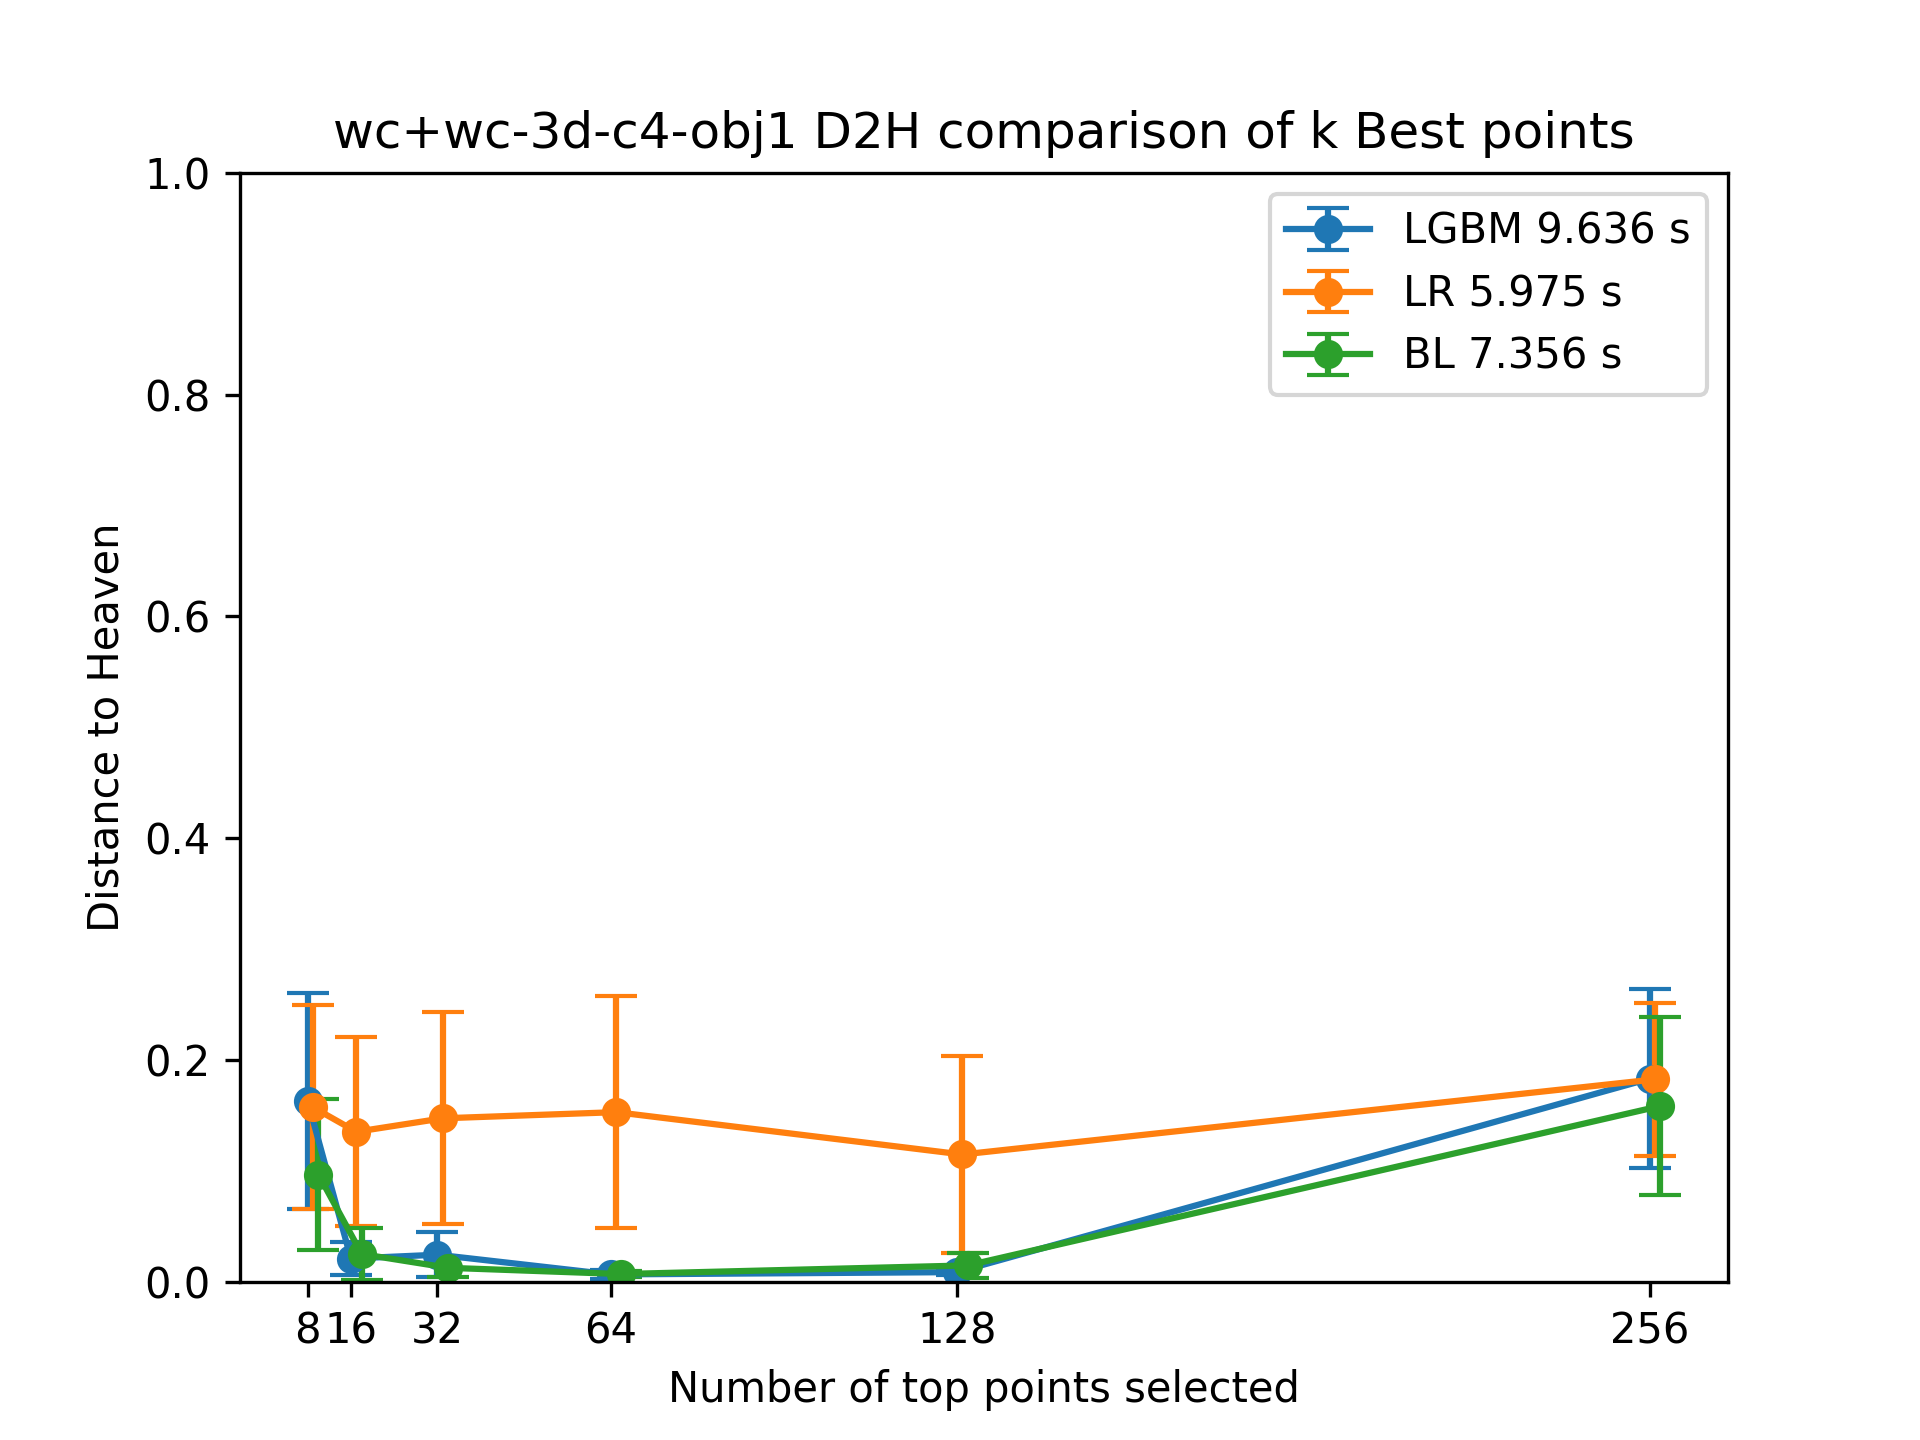 wc+wc-3d-c4-obj1 D2H comparison of k Best points
1.0
0.8
0.6
0.4
0.2
0.0
Distance to Heaven
LGBM 9.636 s
LR 5.975 s
BL 7.356 s
8 16 32 64 128 256
Number of top points selected